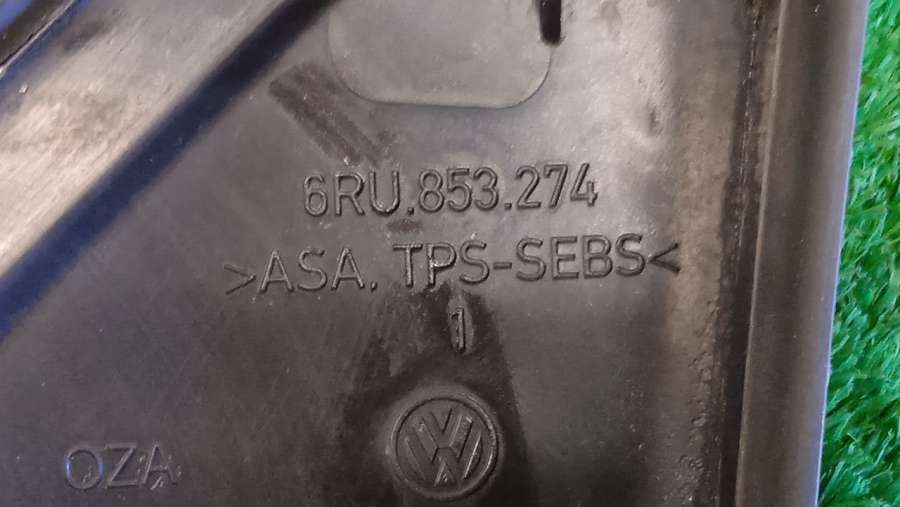 6RU.853.274
>ASA. TPS-SEBS<
1
OZA